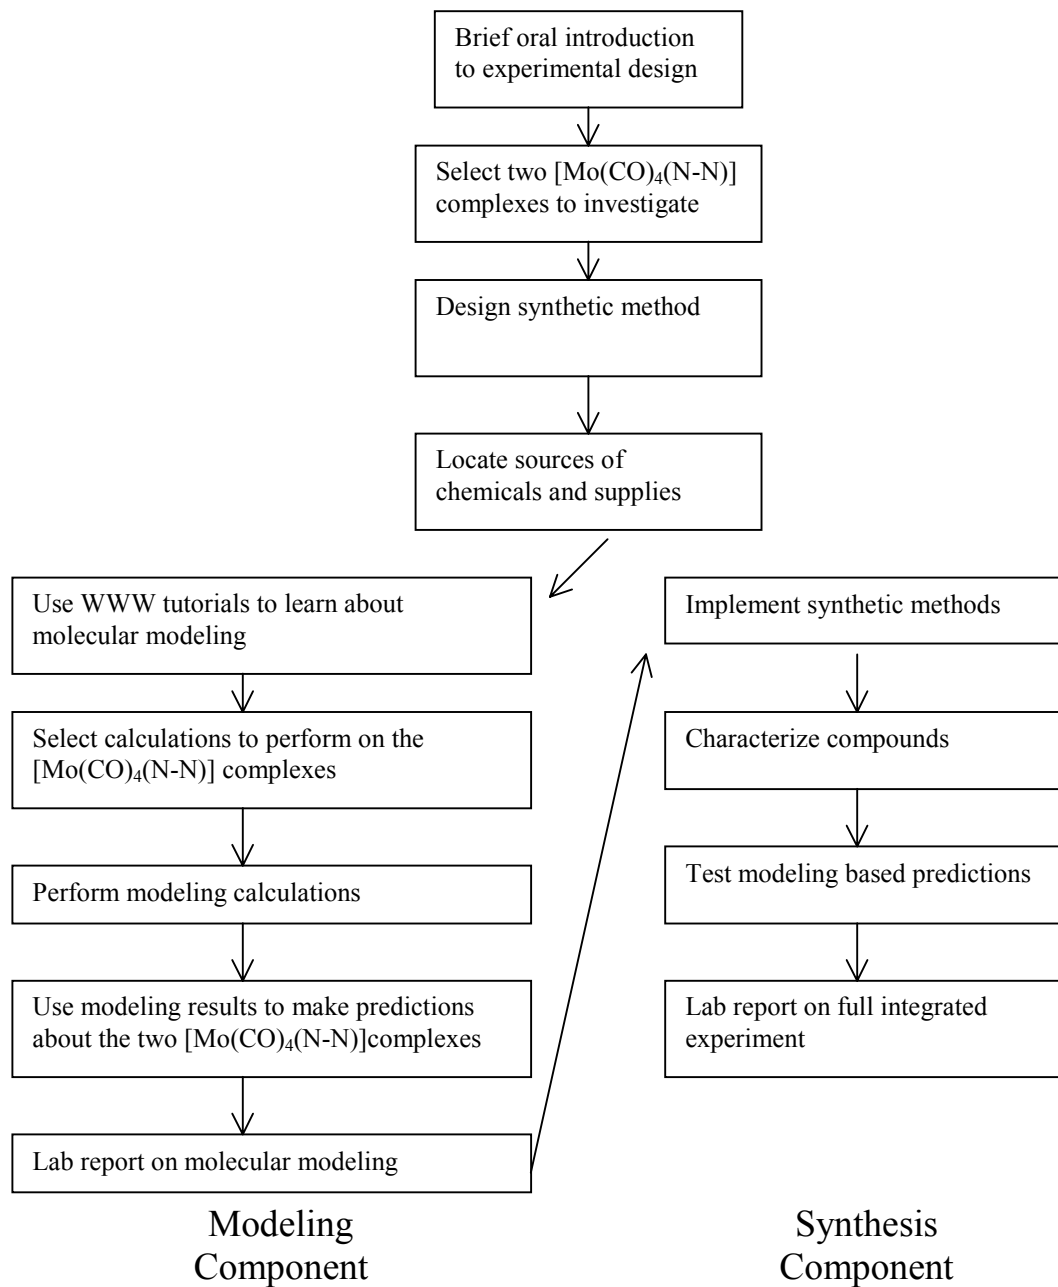 Brief oral introduction
to experimental design
Select two [Mo(CO)₄(N-N)]
complexes to investigate
Design synthetic method
Locate sources of
chemicals and supplies
Use WWW tutorials to learn about
molecular modeling
Select calculations to perform on the
[Mo(CO)₄(N-N)] complexes
Perform modeling calculations
Use modeling results to make predictions
about the two [Mo(CO)₄(N-N)]complexes
Lab report on molecular modeling
Modeling
Component
Implement synthetic methods
Characterize compounds
Test modeling based predictions
Lab report on full integrated
experiment
Synthesis
Component